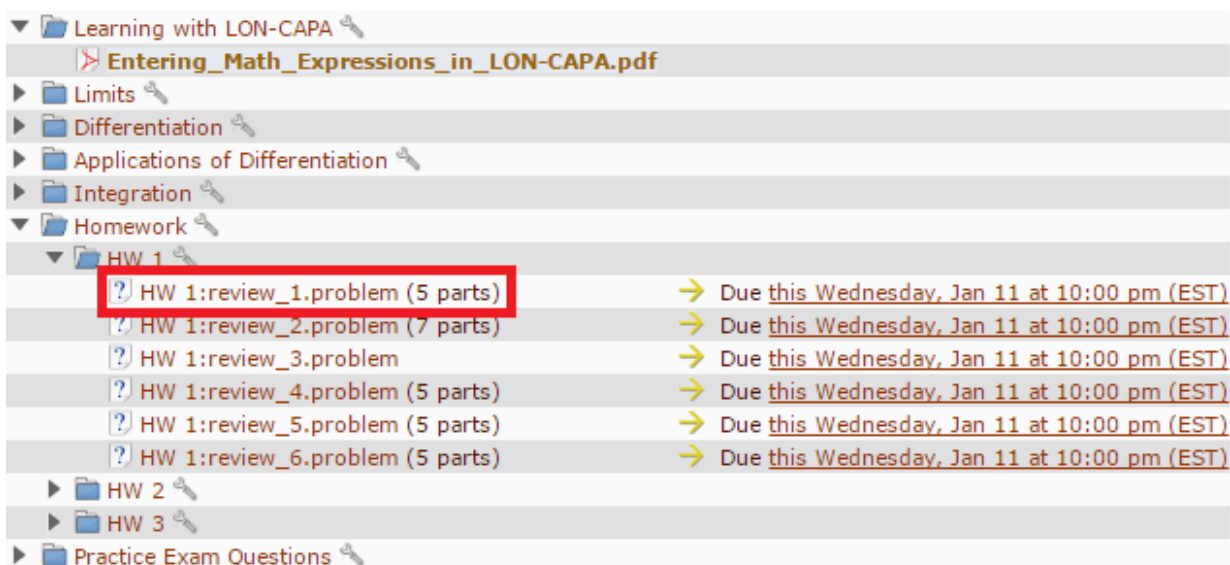 Learning with LON-CAPA
Entering_Math_Expressions_in_LON-CAPA.pdf
Limits
Differentiation
Applications of Differentiation
Integration
Homework
HW 1
HW 1:review_1.problem (5 parts) → Due this Wednesday, Jan 11 at 10:00 pm (EST)
HW 1:review_2.problem (7 parts) → Due this Wednesday, Jan 11 at 10:00 pm (EST)
HW 1:review_3.problem → Due this Wednesday, Jan 11 at 10:00 pm (EST)
HW 1:review_4.problem (5 parts) → Due this Wednesday, Jan 11 at 10:00 pm (EST)
HW 1:review_5.problem (5 parts) → Due this Wednesday, Jan 11 at 10:00 pm (EST)
HW 1:review_6.problem (5 parts) → Due this Wednesday, Jan 11 at 10:00 pm (EST)
HW 2
HW 3
Practice Exam Questions